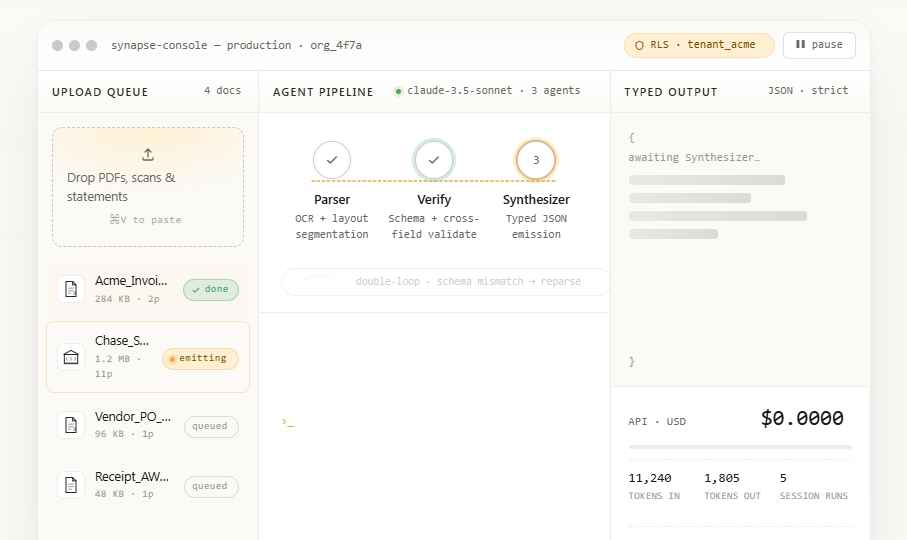 synapse-console — production · org_4f7a
RLS · tenant_acme
pause
UPLOAD QUEUE
4 docs
Drop PDFs, scans &
statements
⌘V to paste
Acme_Invoi…
284 KB · 2p
done
Chase_S…
1.2 MB ·
11p
emitting
Vendor_PO_…
96 KB · 1p
queued
Receipt_AW…
48 KB · 1p
queued
AGENT PIPELINE
claude-3.5-sonnet · 3 agents
3
Parser
OCR + layout
segmentation
Verify
Schema + cross-
field validate
Synthesizer
Typed JSON
emission
double-loop · schema mismatch → reparse
›_
TYPED OUTPUT
JSON · strict
{
awaiting Synthesizer…
}
API · USD
$0.0000
11,240
TOKENS IN
1,805
TOKENS OUT
5
SESSION RUNS